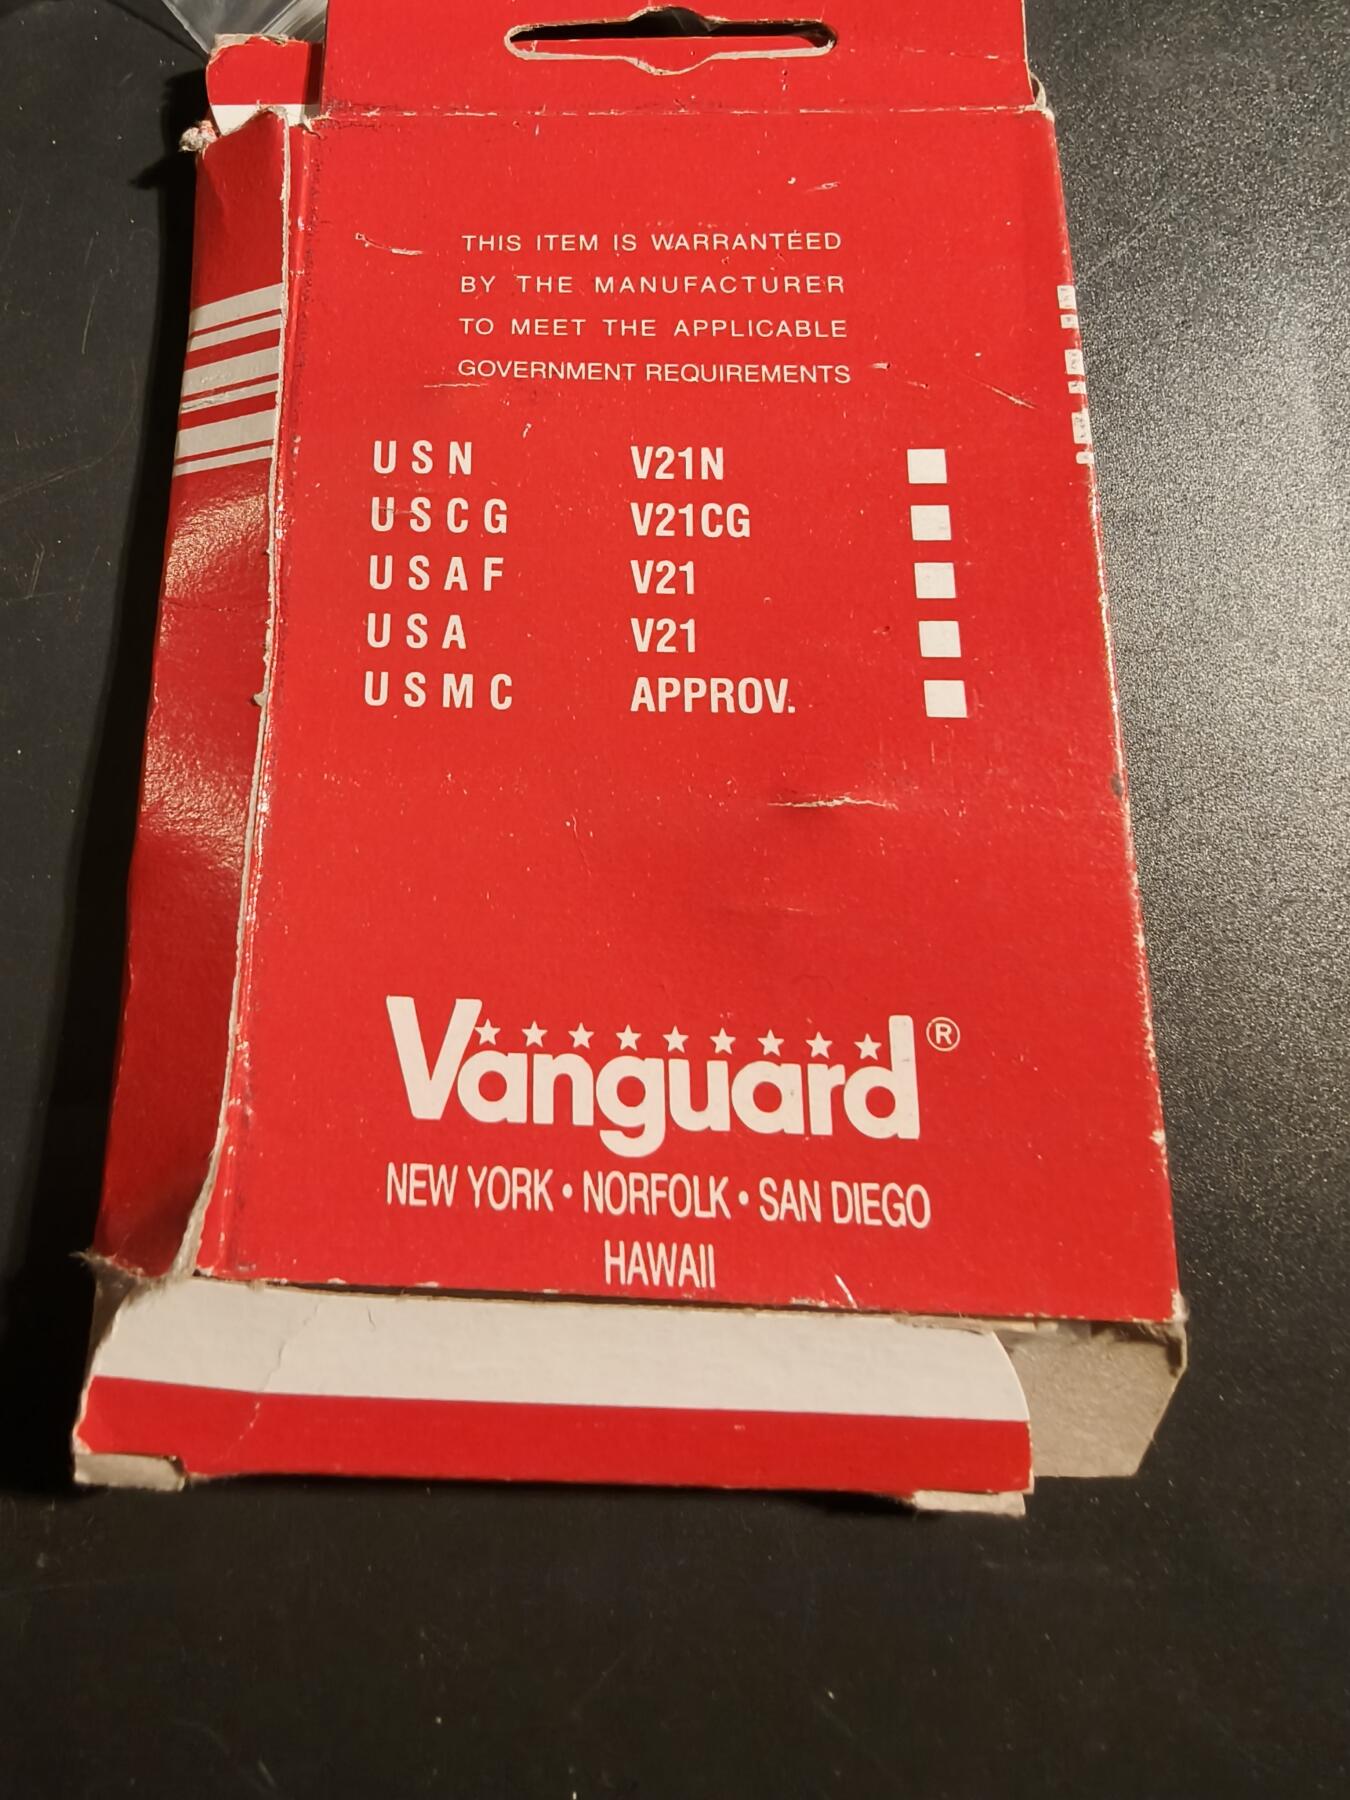 THIS ITEM IS WARRANTEED
BY THE MANUFACTURER
TO MEET THE APPLICABLE
GOVERNMENT REQUIREMENTS
USN V21N
USCG V21CG
USAF V21
USA V21
USMC APPROV.
Vanguard®
NEW YORK • NORFOLK • SAN DIEGO
HAWAII